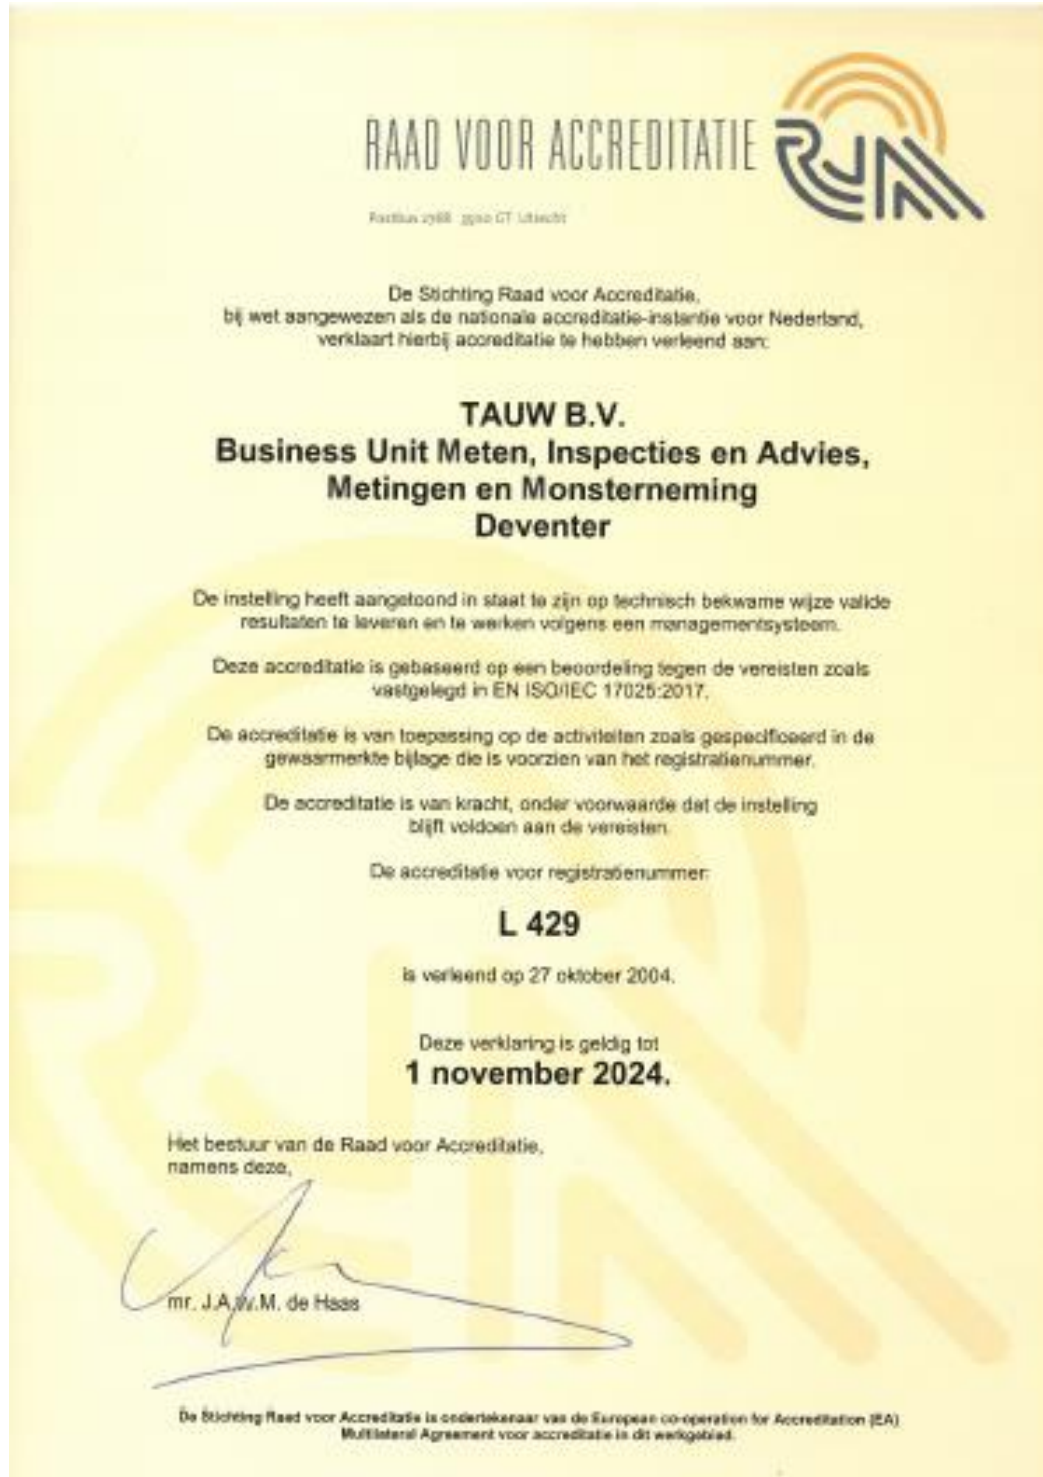 RAAD VOOR ACCREDITATIE
RVA
Postbus 2768 3500 GT Utrecht
De Stichting Raad voor Accreditatie,
bij wet aangewezen als de nationale accreditatie-instantie voor Nederland,
verklaart hierbij accreditatie te hebben verleend aan:
TAUW B.V.
Business Unit Meten, Inspecties en Advies,
Metingen en Monsterneming
Deventer
De instelling heeft aangetoond in staat te zijn op technisch bekwame wijze valide
resultaten te leveren en te werken volgens een managementsysteem.
Deze accreditatie is gebaseerd op een beoordeling tegen de vereisten zoals
vastgelegd in EN ISO/IEC 17025:2017.
De accreditatie is van toepassing op de activiteiten zoals gespecificeerd in de
gewaarmerkte bijlage die is voorzien van het registratienummer.
De accreditatie is van kracht, onder voorwaarde dat de instelling
blijft voldoen aan de vereisten.
De accreditatie voor registratienummer:
L 429
is verleend op 27 oktober 2004.
Deze verklaring is geldig tot
1 november 2024.
Het bestuur van de Raad voor Accreditatie,
namens deze,
mr. J.A.W.M. de Haas
De Stichting Raad voor Accreditatie is ondertekenaar van de European co-operation for Accreditation (EA)
Multilateral Agreement voor accreditatie in dit werkgebied.